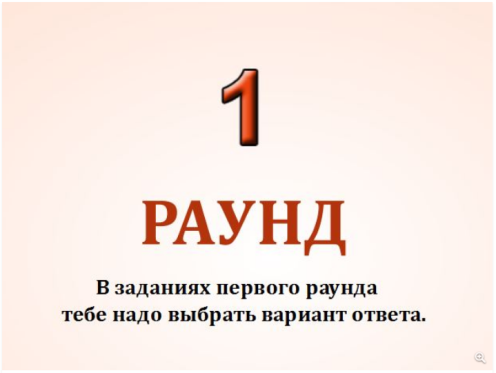 1
РАУНД
В заданиях первого раунда
тебе надо выбрать вариант ответа.